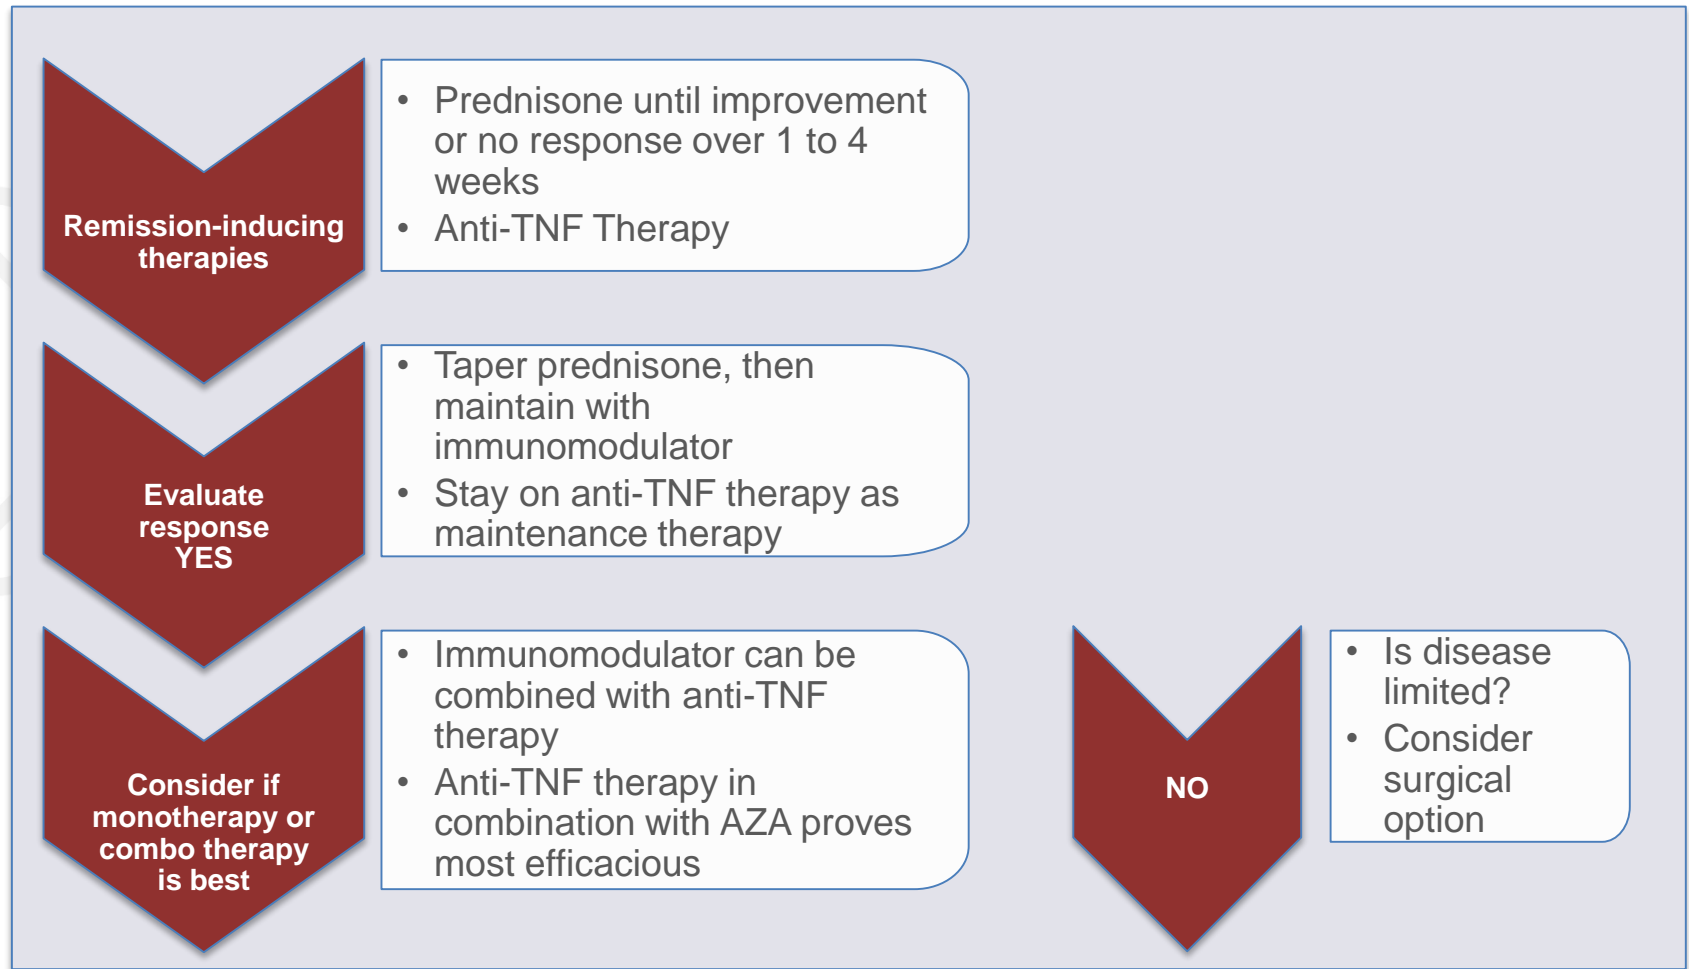 Remission-inducing
therapies
• Prednisone until improvement
or no response over 1 to 4
weeks
• Anti-TNF Therapy
Evaluate
response
YES
• Taper prednisone, then
maintain with
immunomodulator
• Stay on anti-TNF therapy as
maintenance therapy
Consider if
monotherapy or
combo therapy
is best
• Immunomodulator can be
combined with anti-TNF
therapy
• Anti-TNF therapy in
combination with AZA proves
most efficacious
NO
• Is disease
limited?
• Consider
surgical
option